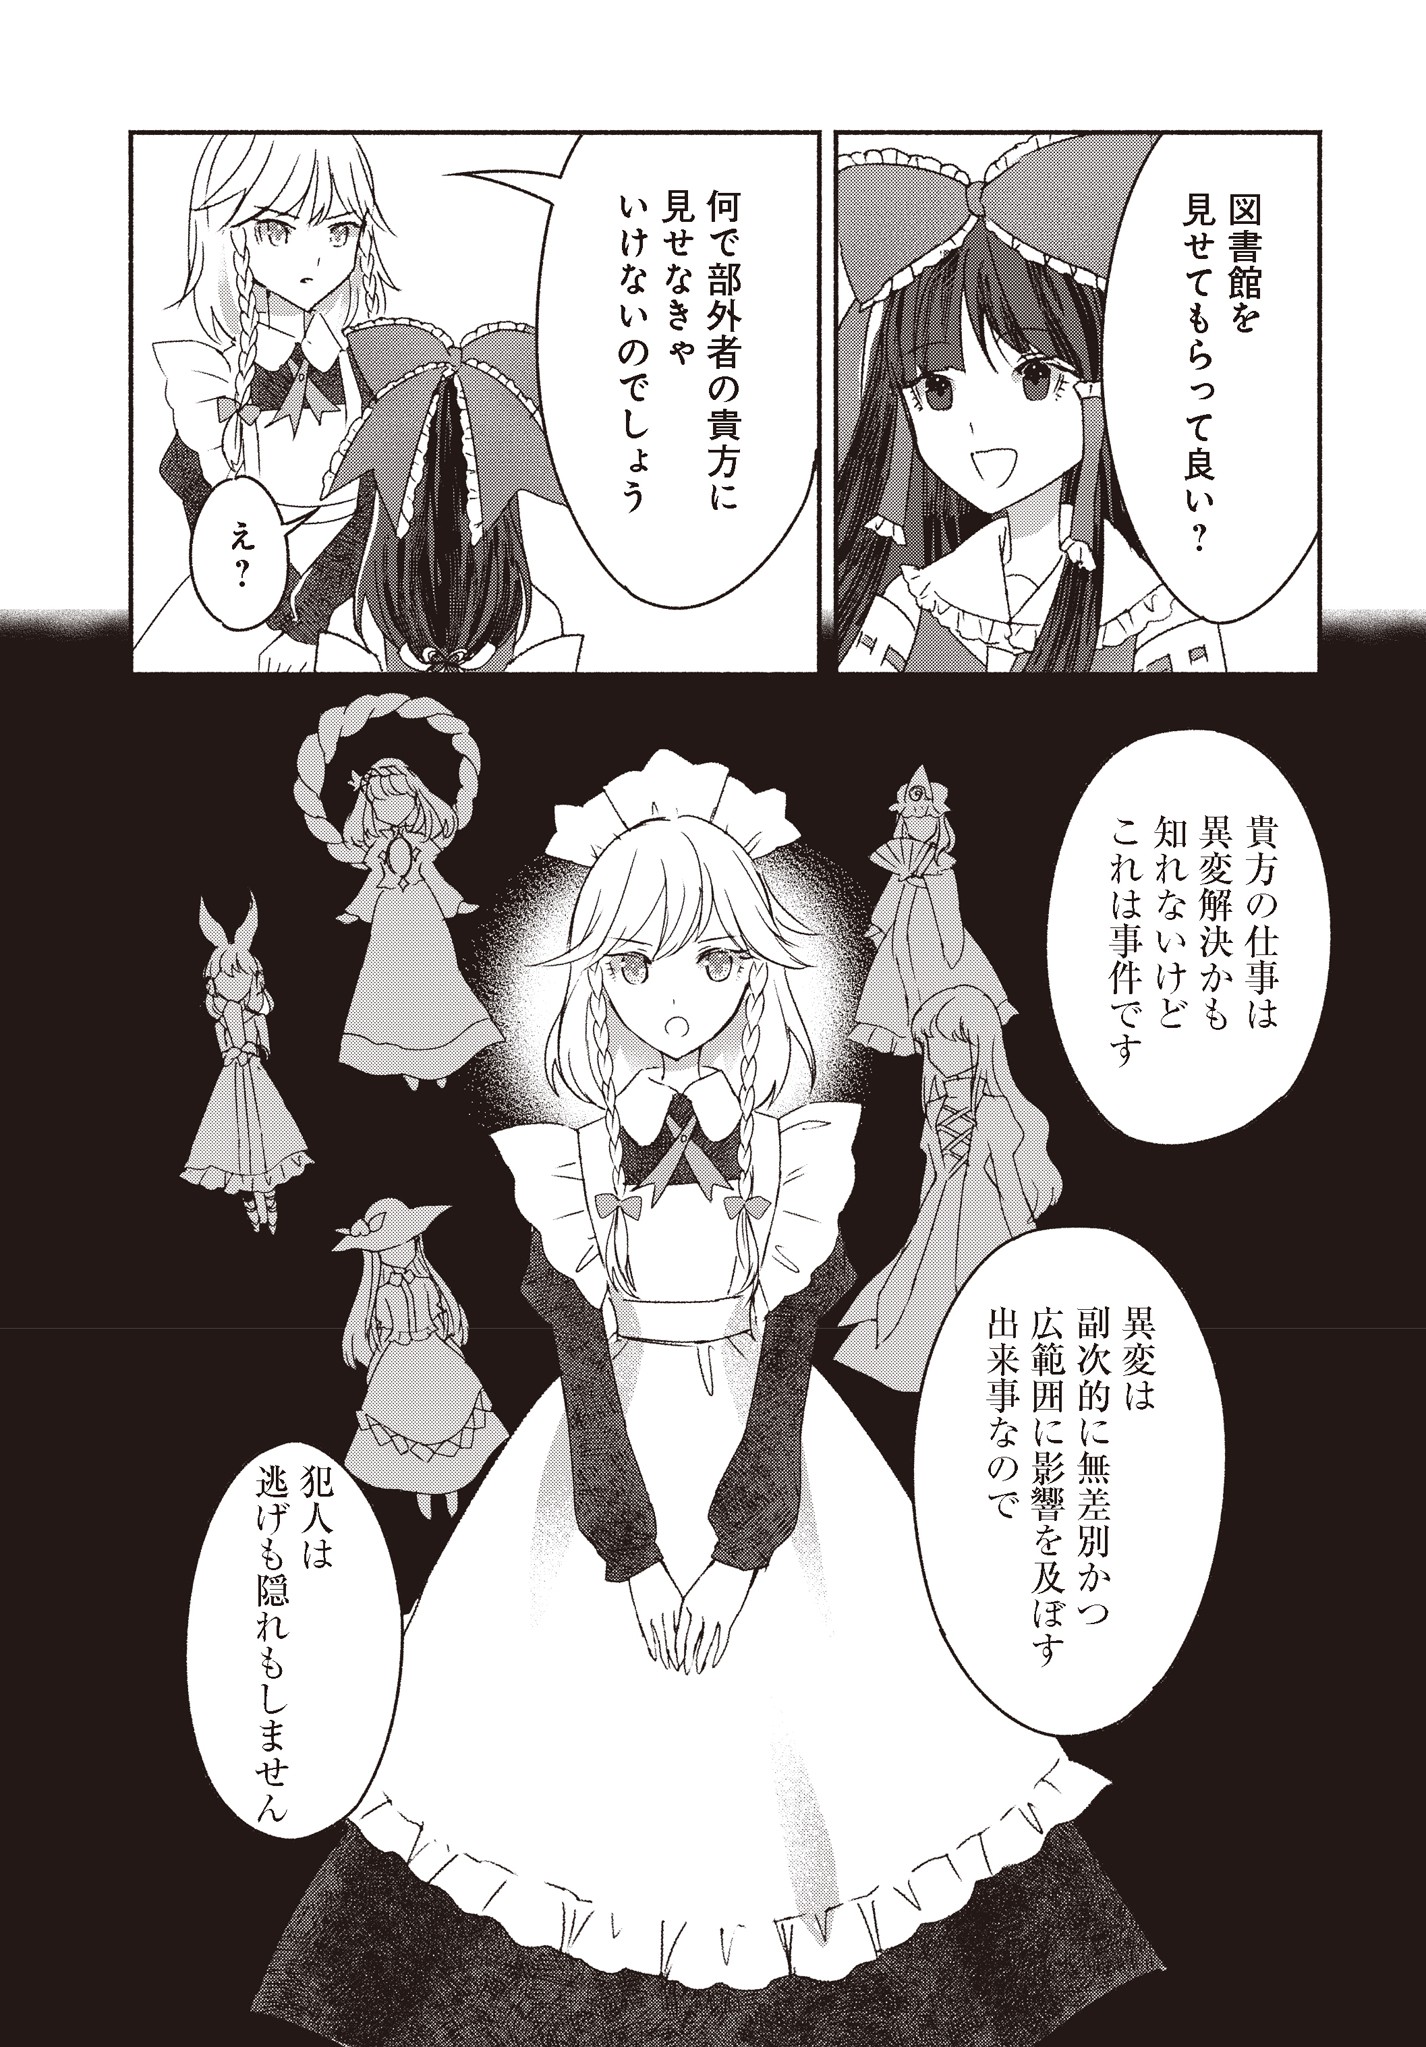 図書館を
見せてもらって良い？
何で部外者の貴方に
見せなきゃ
いけないのでしょう
え？
貴方の仕事は
異変解決かも
知れないけど
これは事件です
異変は
副次的に無差別かつ
広範囲に影響を及ぼす
出来事なので
犯人は
逃げも隠れもしません